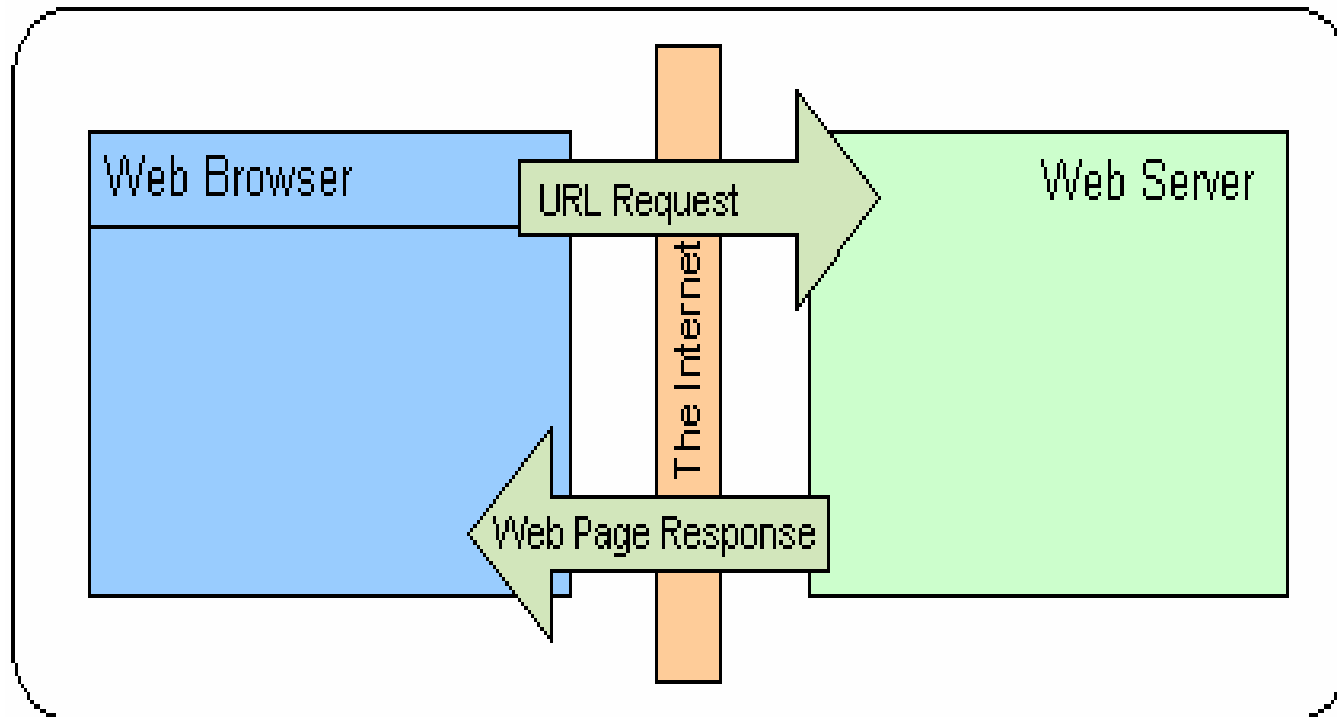 Web Browser
URL Request
Web Server
The Internet
Web Page Response